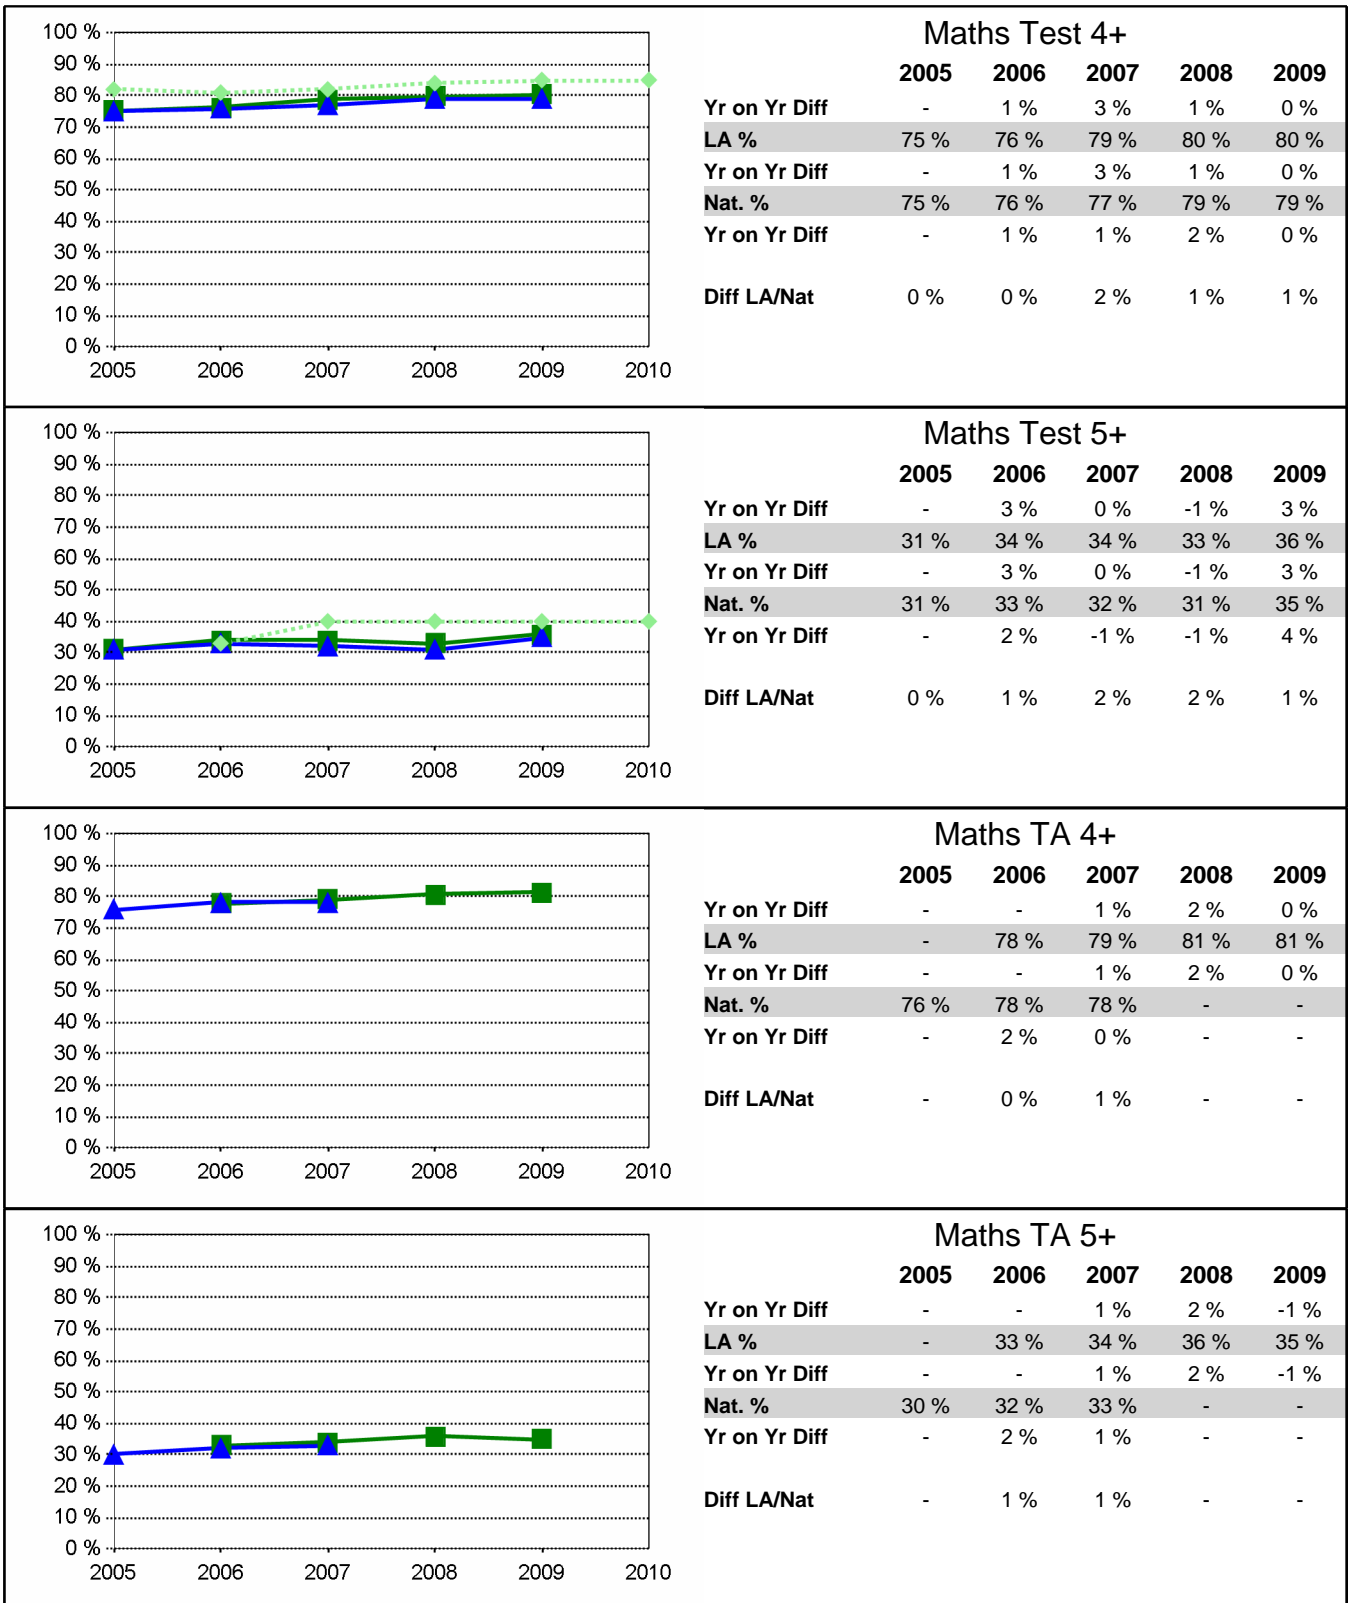 Maths Test 4+
100 %
90 %
80 %
70 %
60 %
50 %
40 %
30 %
20 %
10 %
0 %
2005 2006 2007 2008 2009 2010
2005 2006 2007 2008 2009
Yr on Yr Diff - 1 % 3 % 1 % 0 %
LA % 75 % 76 % 79 % 80 % 80 %
Yr on Yr Diff - 1 % 3 % 1 % 0 %
Nat. % 75 % 76 % 77 % 79 % 79 %
Yr on Yr Diff - 1 % 1 % 2 % 0 %
Diff LA/Nat 0 % 0 % 2 % 1 % 1 %
Maths Test 5+
100 %
90 %
80 %
70 %
60 %
50 %
40 %
30 %
20 %
10 %
0 %
2005 2006 2007 2008 2009 2010
2005 2006 2007 2008 2009
Yr on Yr Diff - 3 % 0 % -1 % 3 %
LA % 31 % 34 % 34 % 33 % 36 %
Yr on Yr Diff - 3 % 0 % -1 % 3 %
Nat. % 31 % 33 % 32 % 31 % 35 %
Yr on Yr Diff - 2 % -1 % -1 % 4 %
Diff LA/Nat 0 % 1 % 2 % 2 % 1 %
Maths TA 4+
100 %
90 %
80 %
70 %
60 %
50 %
40 %
30 %
20 %
10 %
0 %
2005 2006 2007 2008 2009 2010
2005 2006 2007 2008 2009
Yr on Yr Diff - - 1 % 2 % 0 %
LA % - 78 % 79 % 81 % 81 %
Yr on Yr Diff - - 1 % 2 % 0 %
Nat. % 76 % 78 % 78 % - -
Yr on Yr Diff - 2 % 0 % - -
Diff LA/Nat - 0 % 1 % - -
Maths TA 5+
100 %
90 %
80 %
70 %
60 %
50 %
40 %
30 %
20 %
10 %
0 %
2005 2006 2007 2008 2009 2010
2005 2006 2007 2008 2009
Yr on Yr Diff - - 1 % 2 % -1 %
LA % - 33 % 34 % 36 % 35 %
Yr on Yr Diff - - 1 % 2 % -1 %
Nat. % 30 % 32 % 33 % - -
Yr on Yr Diff - 2 % 1 % - -
Diff LA/Nat - 1 % 1 % - -